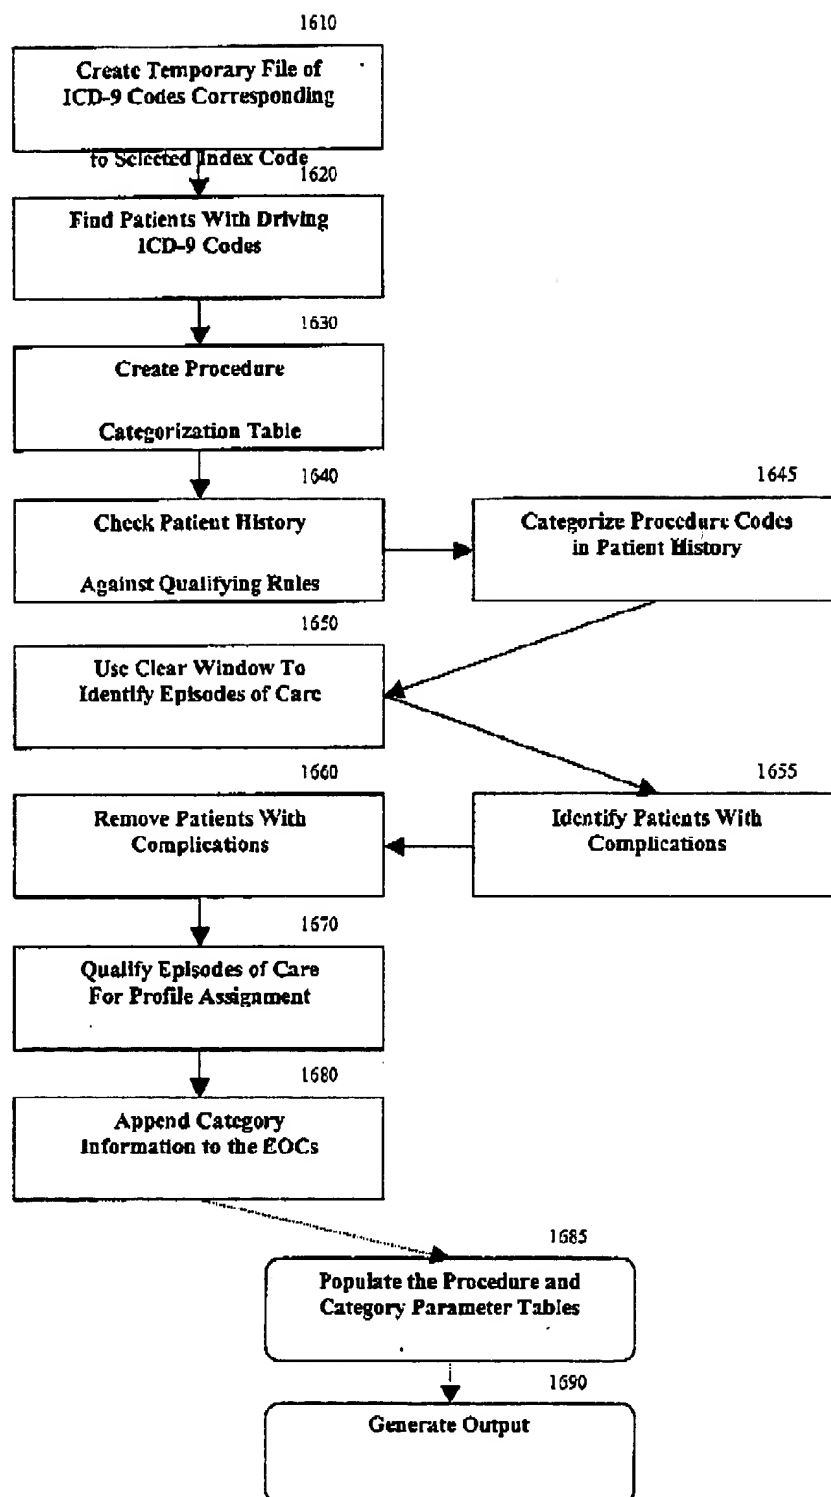 1610
Create Temporary File of
ICD-9 Codes Corresponding
to Selected Index Code
1620
Find Patients With Driving
ICD-9 Codes
1630
Create Procedure
Categorization Table
1640
Check Patient History
Against Qualifying Rules
1645
Categorize Procedure Codes
in Patient History
1650
Use Clear Window To
Identify Episodes of Care
1655
Identify Patients With
Complications
1660
Remove Patients With
Complications
1670
Qualify Episodes of Care
For Profile Assignment
1680
Append Category
Information to the EOCs
1685
Populate the Procedure and
Category Parameter Tables
1690
Generate Output